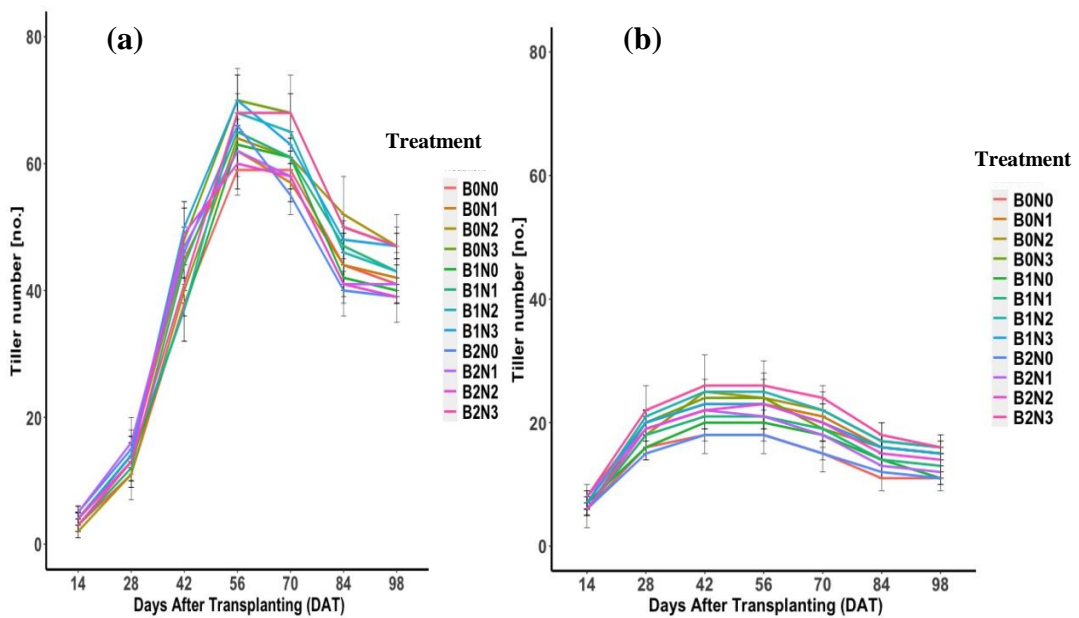 (a)
Tiller number [no.]
80
60
40
20
0
14 28 42 56 70 84 98
Days After Transplanting (DAT)
Treatment
B0N0
B0N1
B0N2
B0N3
B1N0
B1N1
B1N2
B1N3
B2N0
B2N1
B2N2
B2N3
(b)
Tiller number [no.]
80
60
40
20
0
14 28 42 56 70 84 98
Days After Transplanting (DAT)
Treatment
B0N0
B0N1
B0N2
B0N3
B1N0
B1N1
B1N2
B1N3
B2N0
B2N1
B2N2
B2N3